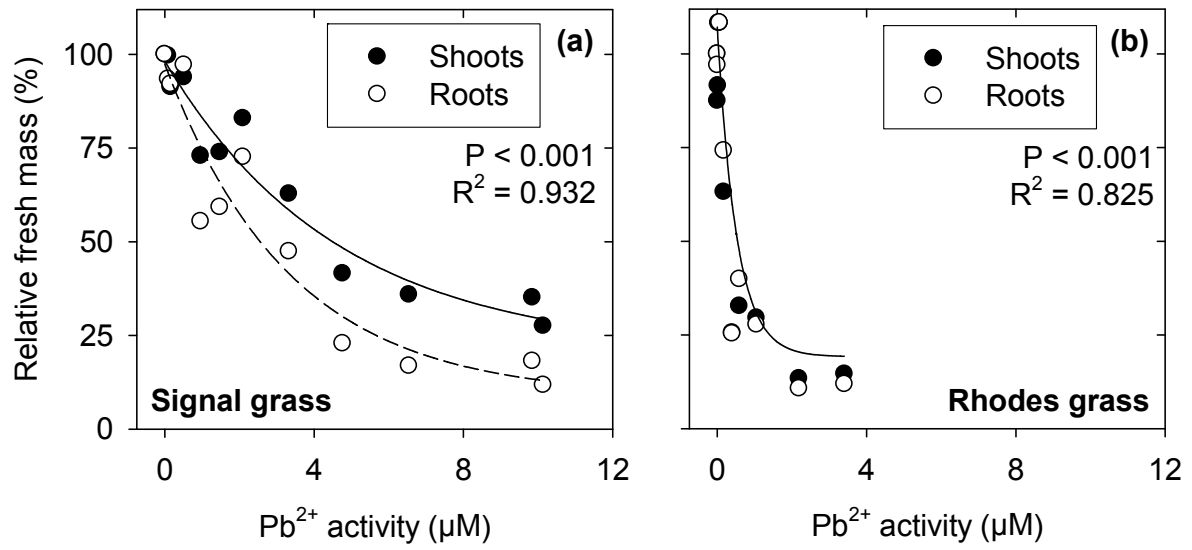 Relative fresh mass (%)
100
75
50
25
0
(a)
Shoots
Roots
P < 0.001
R² = 0.932
Signal grass
0 4 8 12
Pb²⁺ activity (µM)
(b)
Shoots
Roots
P < 0.001
R² = 0.825
Rhodes grass
0 4 8 12
Pb²⁺ activity (µM)